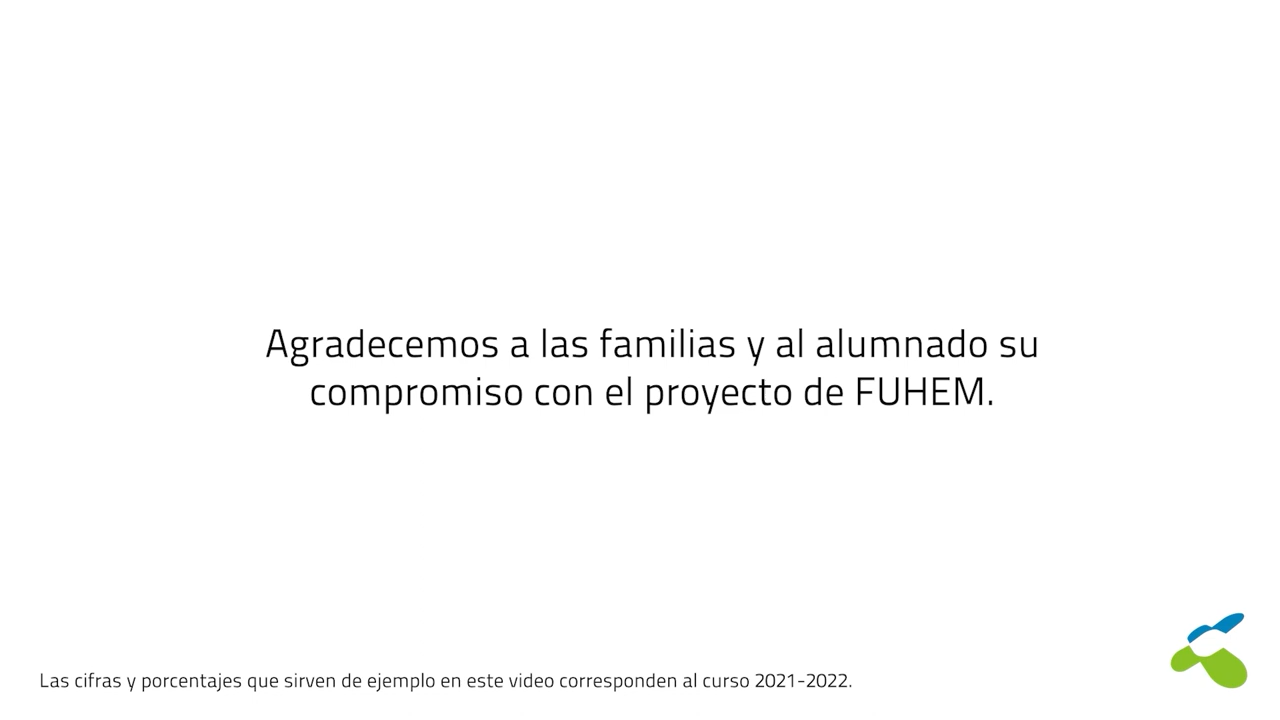 Agradecemos a las familias y al alumnado su
compromiso con el proyecto de FUHEM.
Las cifras y porcentajes que sirven de ejemplo en este video corresponden al curso 2021-2022.